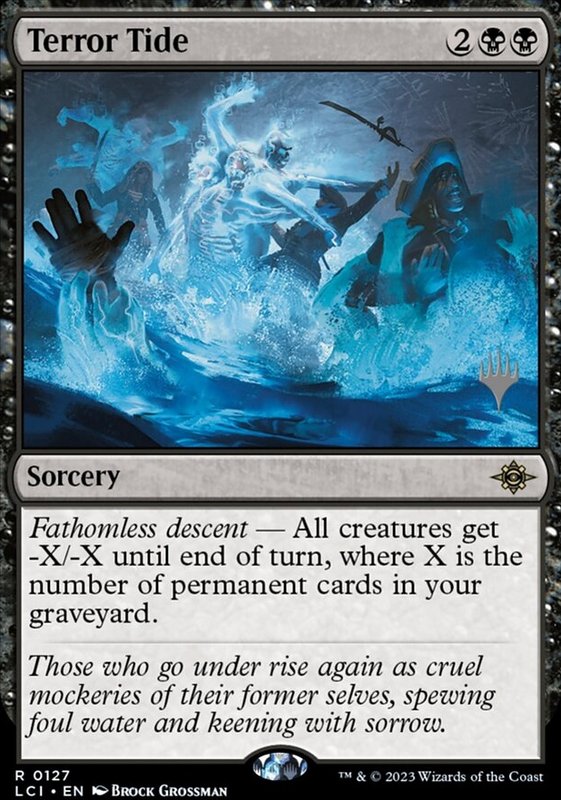 Terror Tide 2
Sorcery
Fathomless descent — All creatures get
-X/-X until end of turn, where X is the
number of permanent cards in your
graveyard.
Those who go under rise again as cruel
mockeries of their former selves, spewing
foul water and keening with sorrow.
R 0127
LCI • EN Brock Grossman
™ & © 2023 Wizards of the Coast